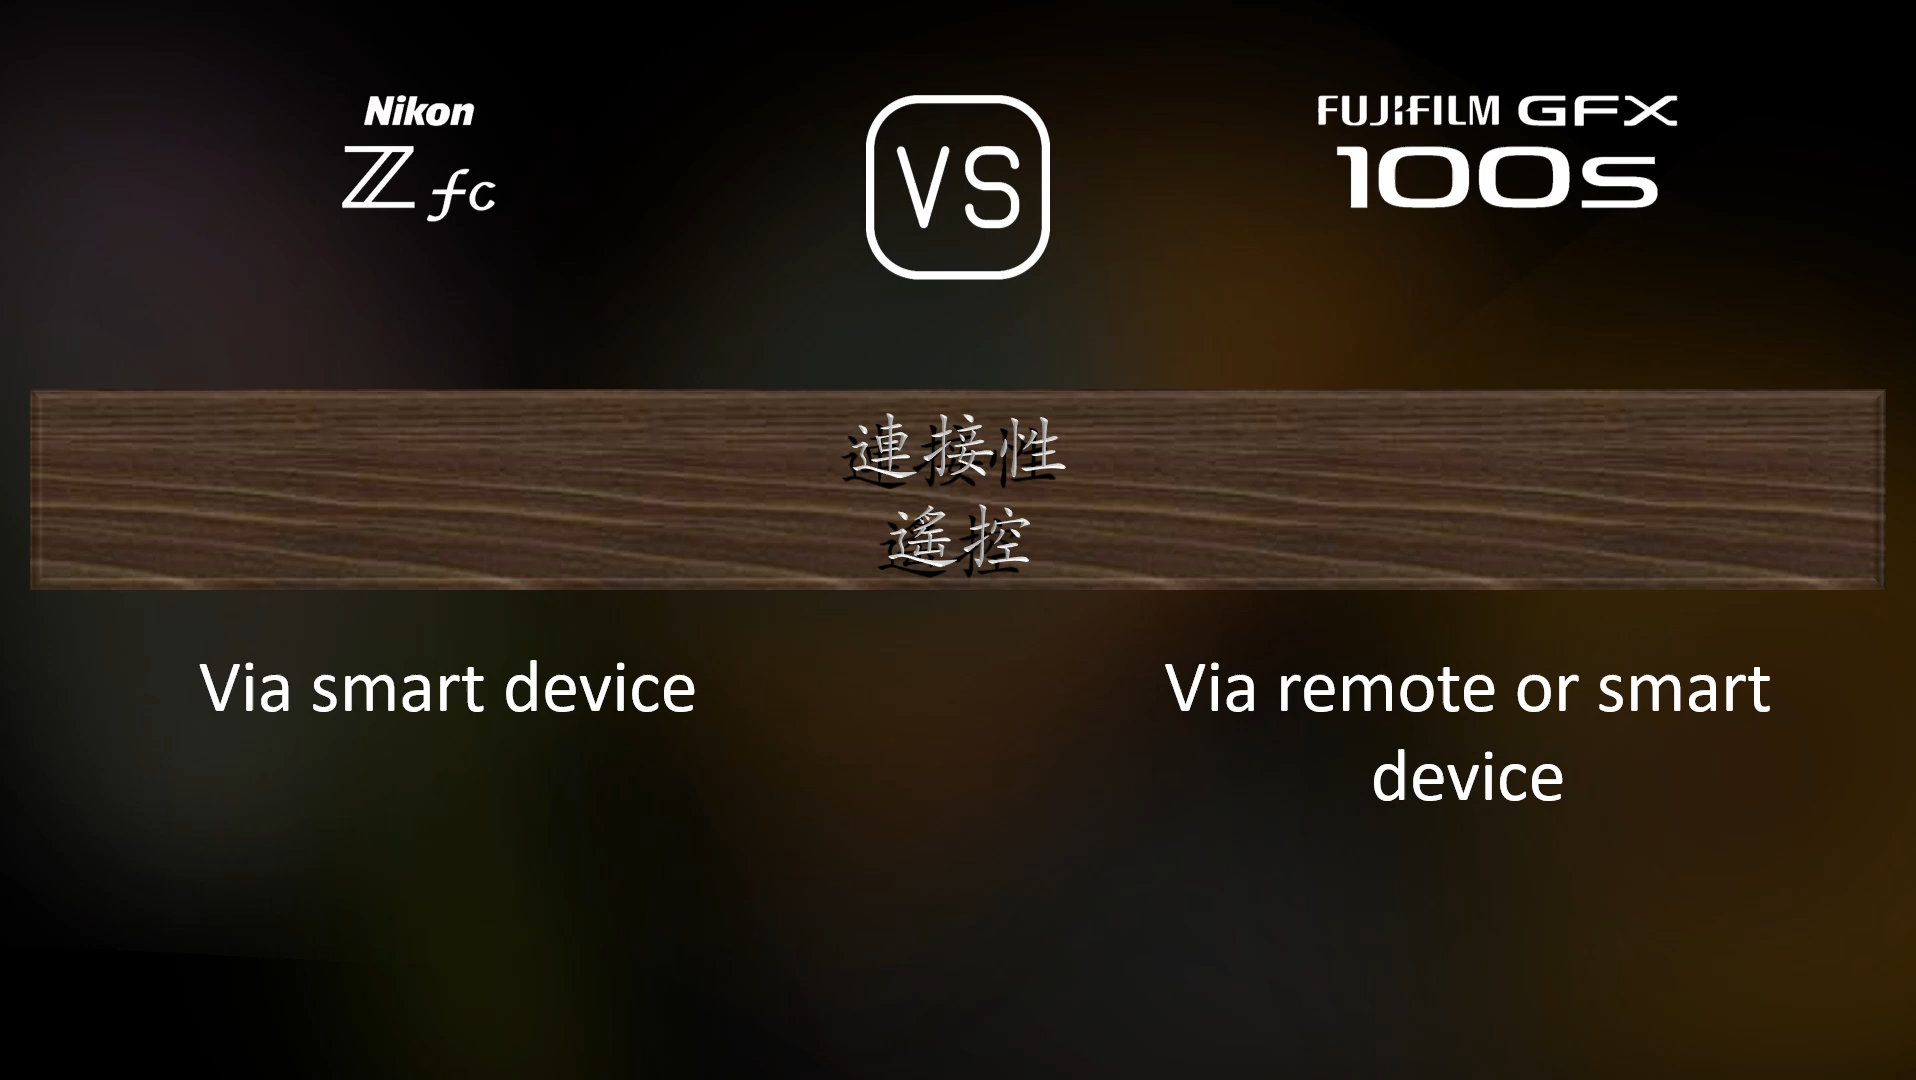 Nikon
Z fc
VS
FUJIFILM GFX
100s
連接性
遙控
Via smart device
Via remote or smart
device